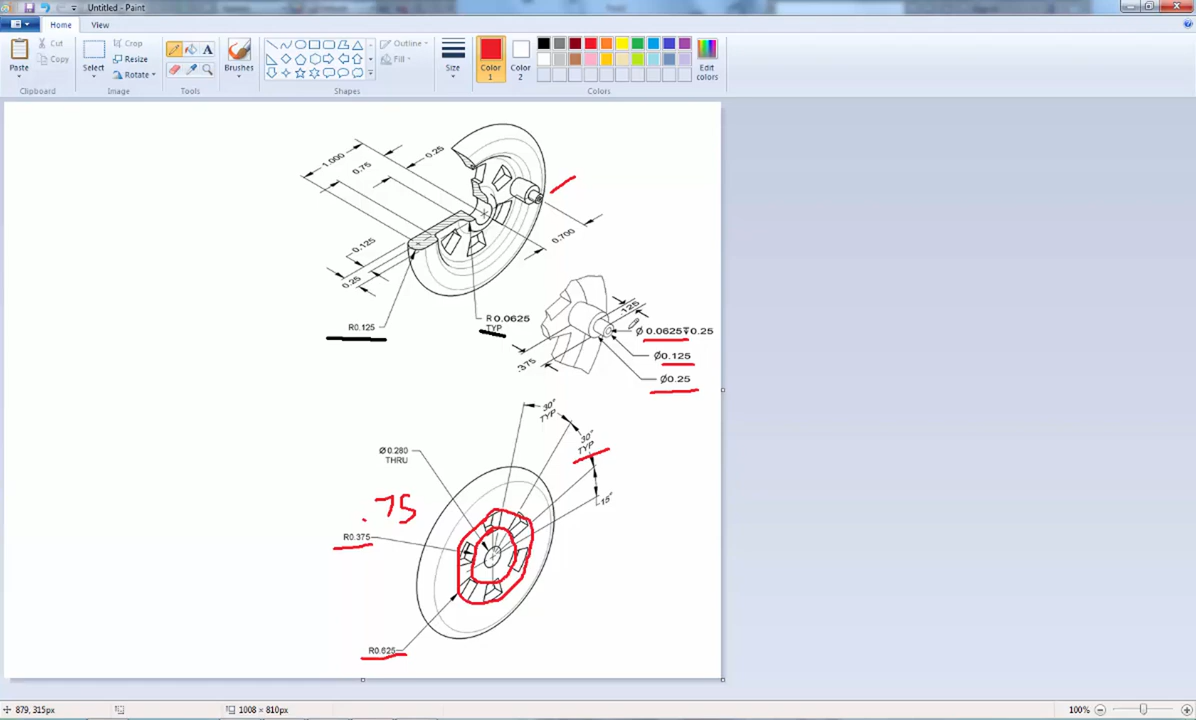 Untitled - Paint
Home
View
Paste
Cut
Copy
Clipboard
Select
Crop
Resize
Rotate
Image
A
Tools
Brushes
Outline
Fill
Shapes
Size
Color
1
Color
2
Edit
colors
Colors
1.000
0.75
0.25
0.125
0.25
0.700
R0.125
R 0.0625
TYP
.125
Ø 0.0625↧0.25
Ø0.125
Ø0.25
.375
30°
TYP
30°
TYP
15°
Ø 0.280
THRU
.75
R0.375
R0.625
879, 315px
1008 × 810px
100%